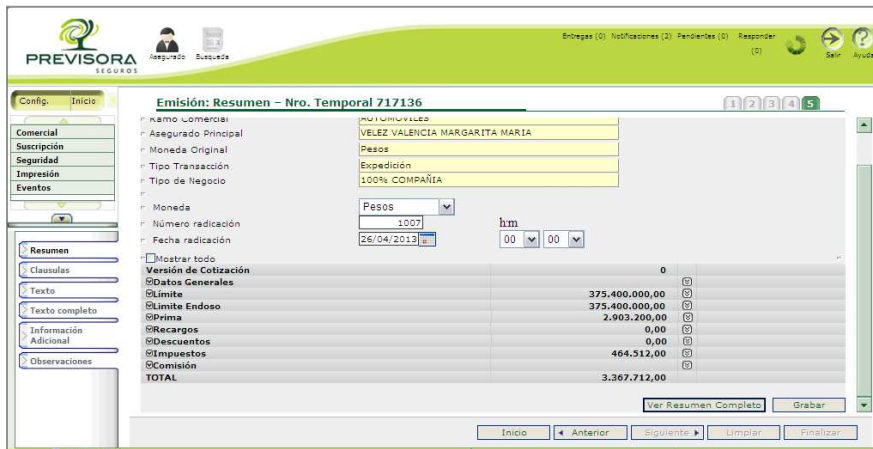 PREVISORA
SEGUROS
Asegurado
Busqueda
Entregas (0) Notificaciones (2) Pendientes (0) Responder (0)
Salir
Ayuda
Config. Inicio
Comercial
Suscripción
Seguridad
Impresión
Eventos
Resumen
Clausulas
Texto
Texto completo
Información
Adicional
Observaciones
Emisión: Resumen – Nro. Temporal 717136
1 2 3 4 5
Ramo Comercial AUTOMOVILES
Asegurado Principal VELEZ VALENCIA MARGARITA MARIA
Moneda Original Pesos
Tipo Transacción Expedición
Tipo de Negocio 100% COMPAÑIA
Moneda Pesos
Número radicación 1007 h:m
Fecha radicación 26/04/2013 00 00
Mostrar todo
Versión de Cotización 0
Datos Generales
Límite 375.400.000,00
Limite Endoso 375.400.000,00
Prima 2.903.200,00
Recargos 0,00
Descuentos 0,00
Impuestos 464.512,00
Comisión
TOTAL 3.367.712,00
Ver Resumen Completo Grabar
Inicio Anterior Siguiente Limpiar Finalizar